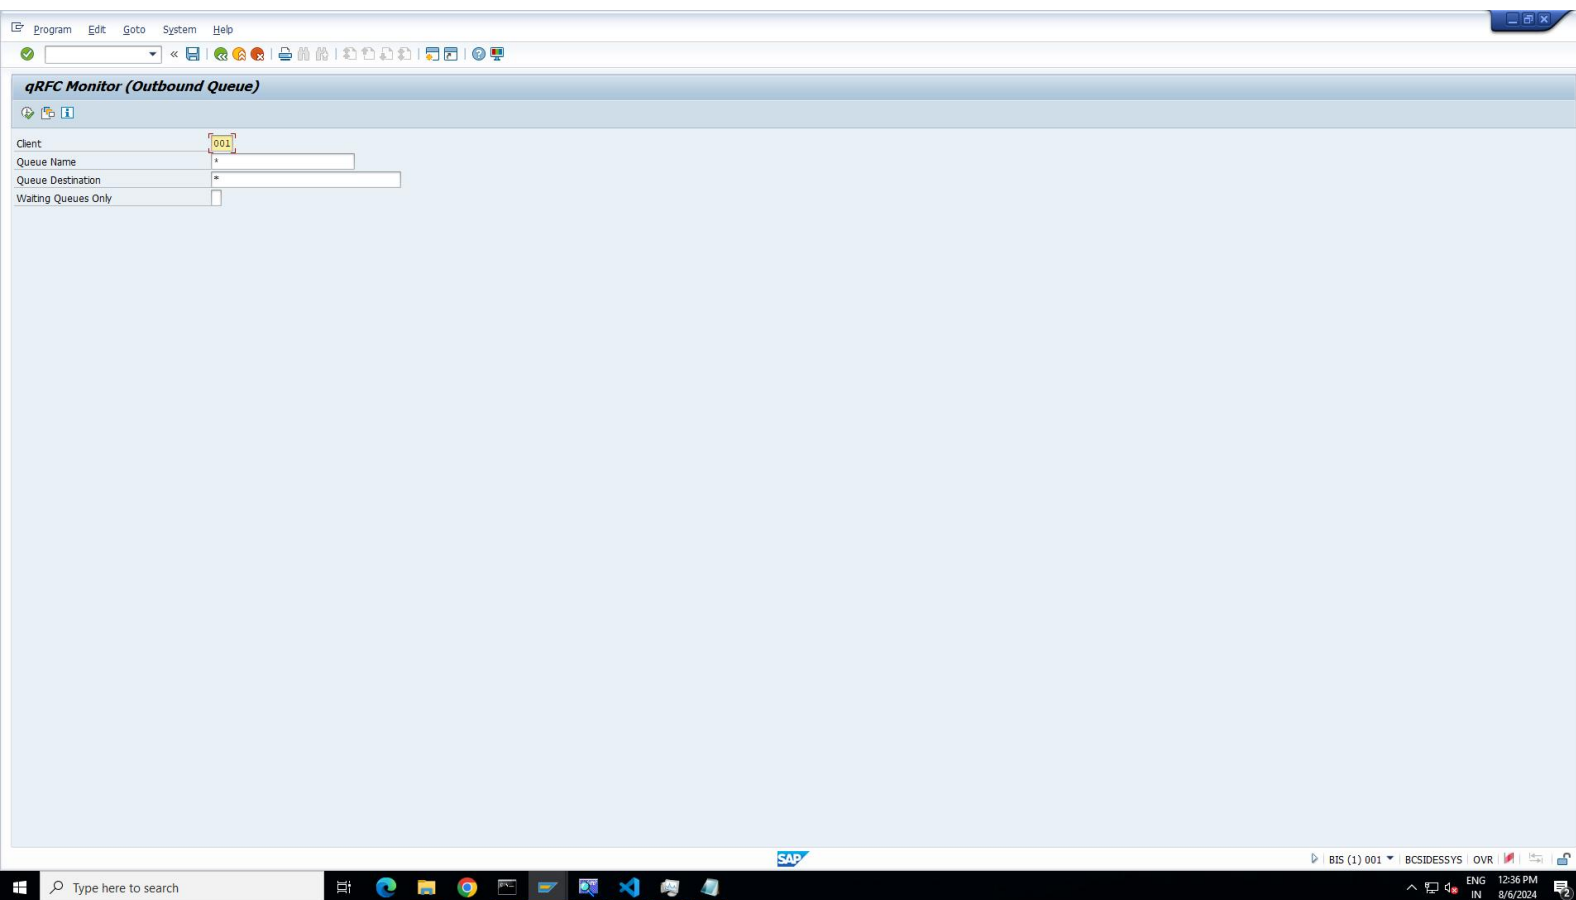 Program Edit Goto System Help
qRFC Monitor (Outbound Queue)
Client 001
Queue Name *
Queue Destination *
Waiting Queues Only
SAP
BIS (1) 001 BCSIDESSYS OVR
Type here to search
ENG 12:36 PM
IN 8/6/2024
2